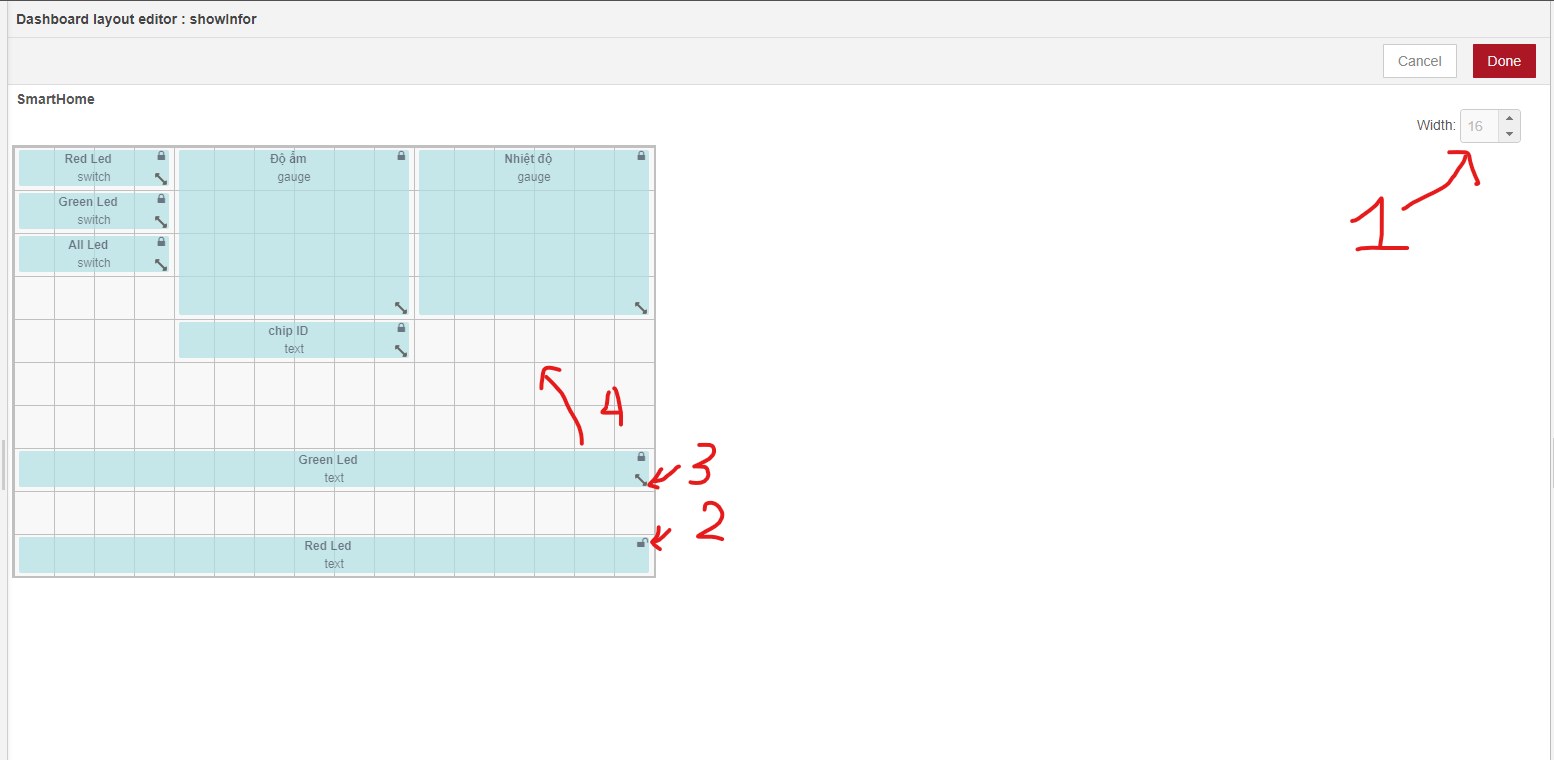 Dashboard layout editor : showInfor
Cancel
Done
SmartHome
Width: 16
1
Red Led
switch
Độ ẩm
gauge
Nhiệt độ
gauge
Green Led
switch
All Led
switch
chip ID
text
4
Green Led
text
3
2
Red Led
text